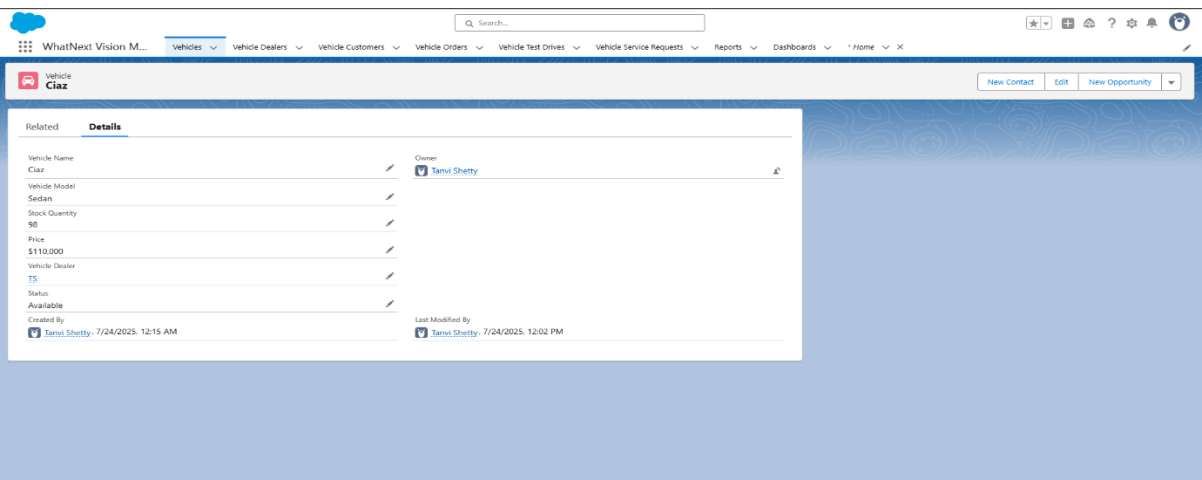 Search...
WhatNext Vision M... Vehicles Vehicle Dealers Vehicle Customers Vehicle Orders Vehicle Test Drives Vehicle Service Requests Reports Dashboards * Home
Vehicle
Ciaz
New Contact Edit New Opportunity
Related Details
Vehicle Name
Ciaz
Owner
Tanvi Shetty
Vehicle Model
Sedan
Stock Quantity
98
Price
$110,000
Vehicle Dealer
TS
Status
Available
Created By
Tanvi Shetty, 7/24/2025, 12:15 AM
Last Modified By
Tanvi Shetty, 7/24/2025, 12:02 PM